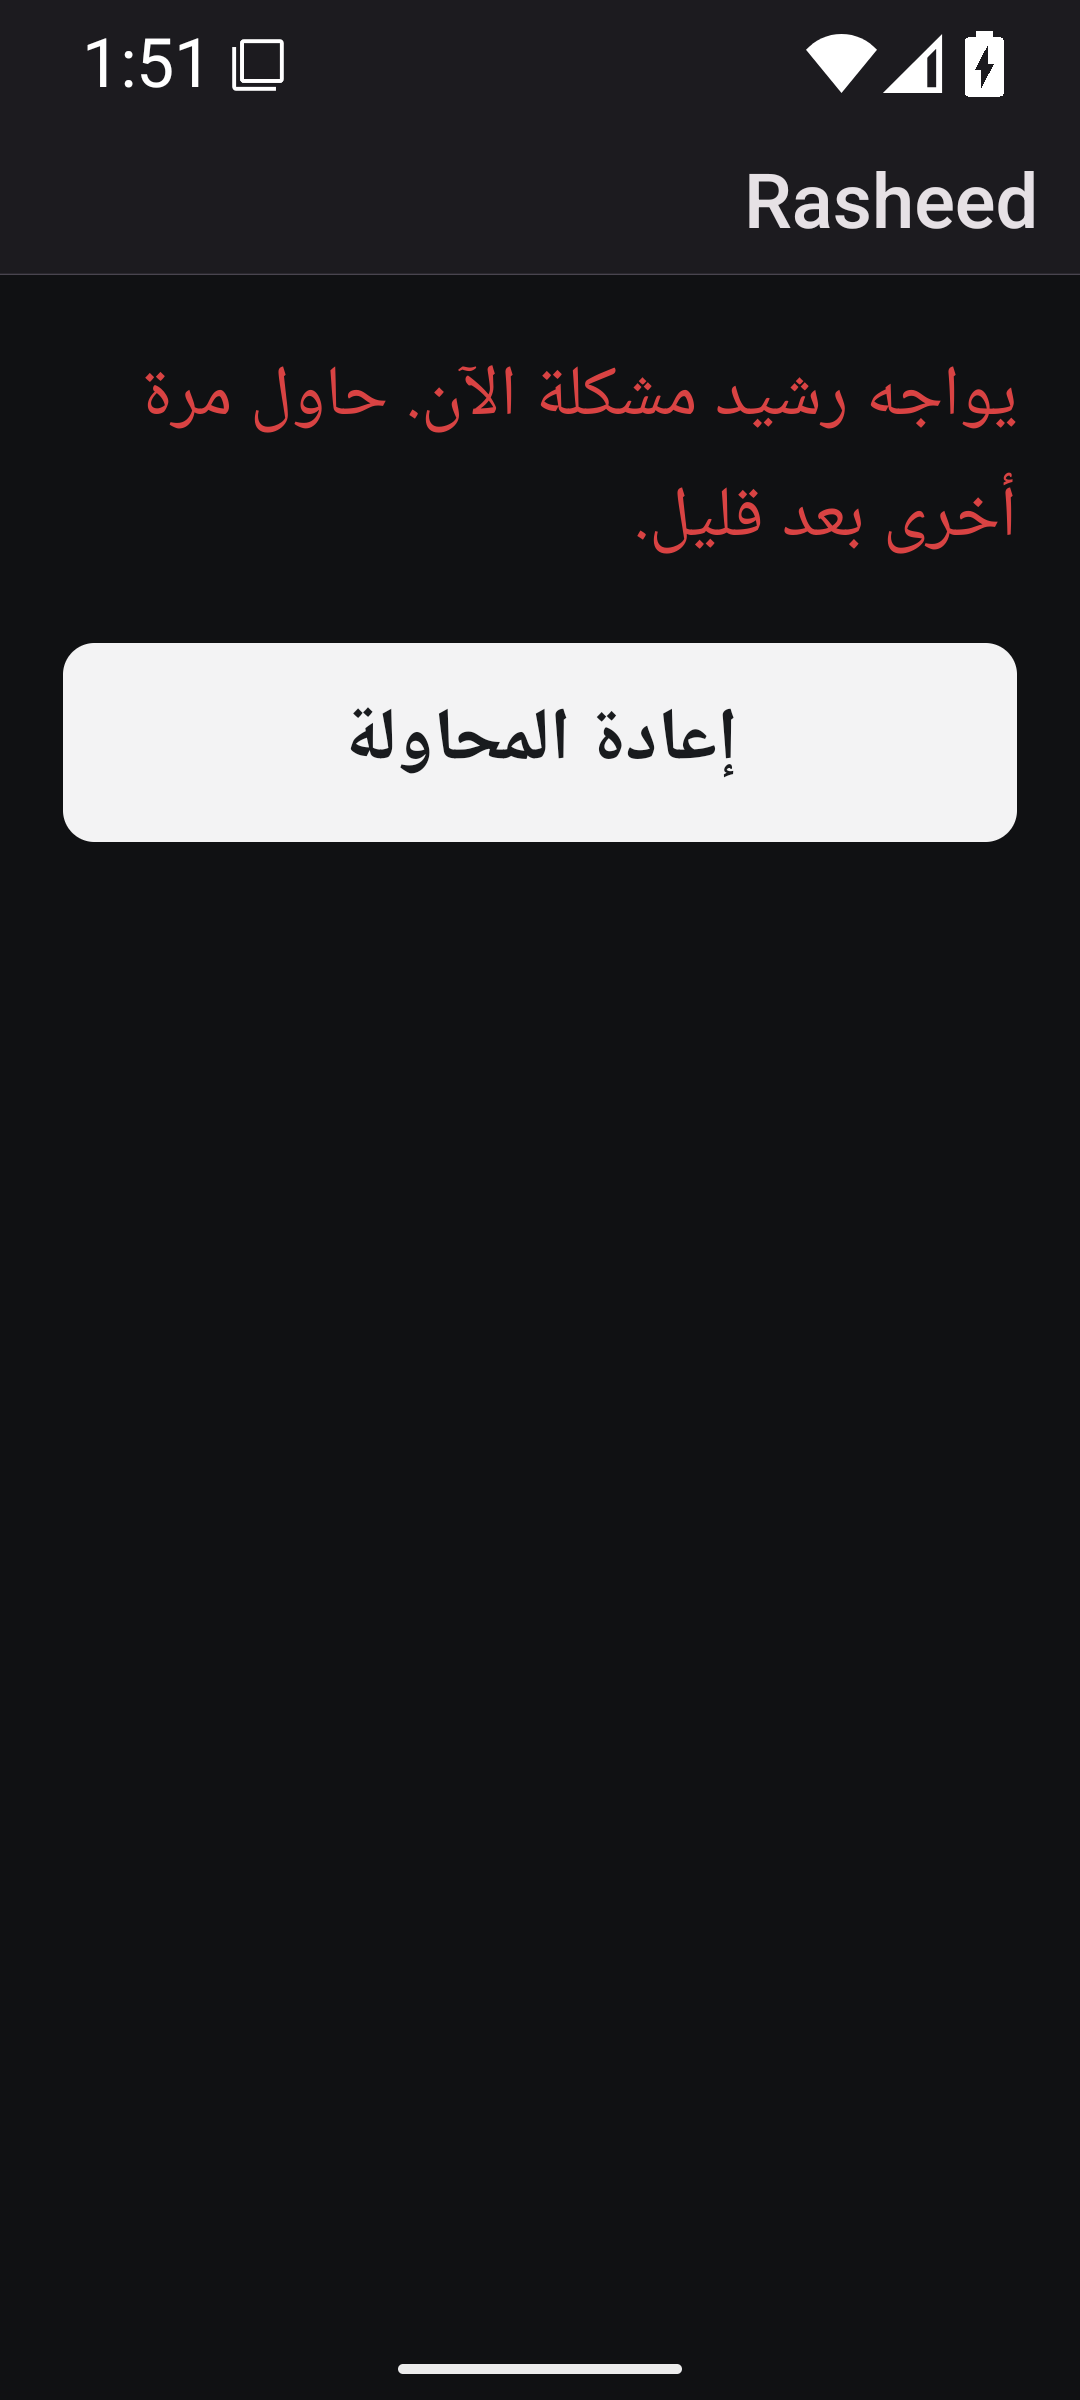 1:51
Rasheed
يواجه رشيد مشكلة الآن. حاول مرة
أخرى بعد قليل.
إعادة المحاولة